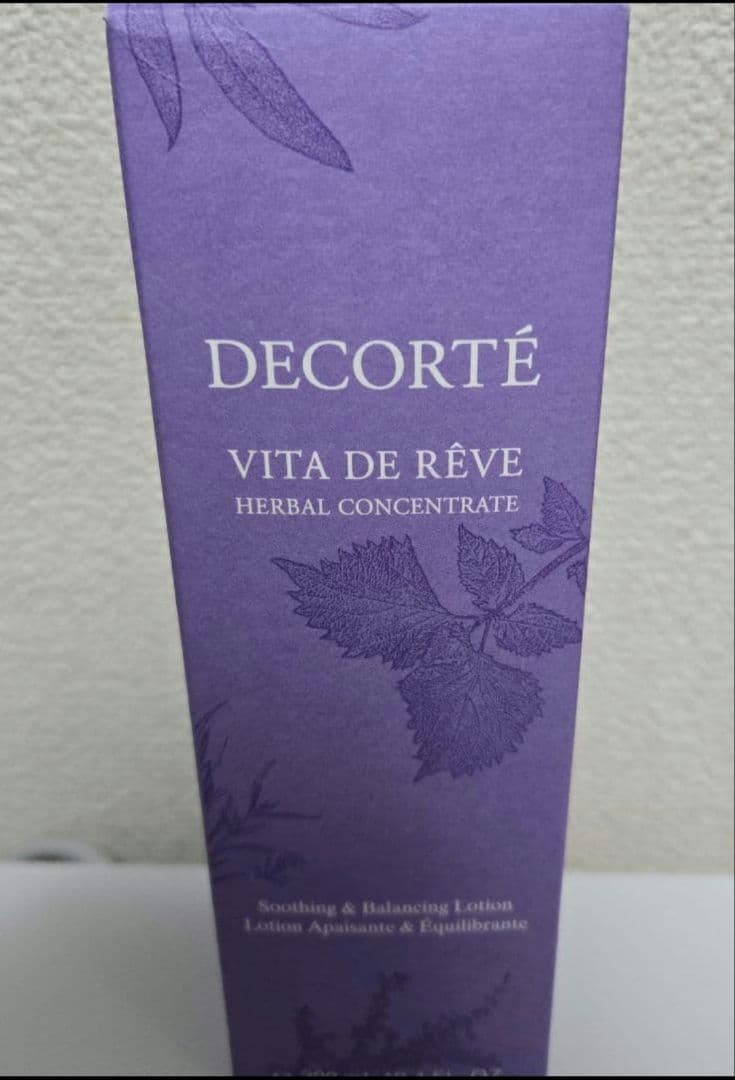 DECORTÉ
VITA DE RÊVE
HERBAL CONCENTRATE
Soothing & Balancing Lotion
Lotion Apaisante & Équilibrante